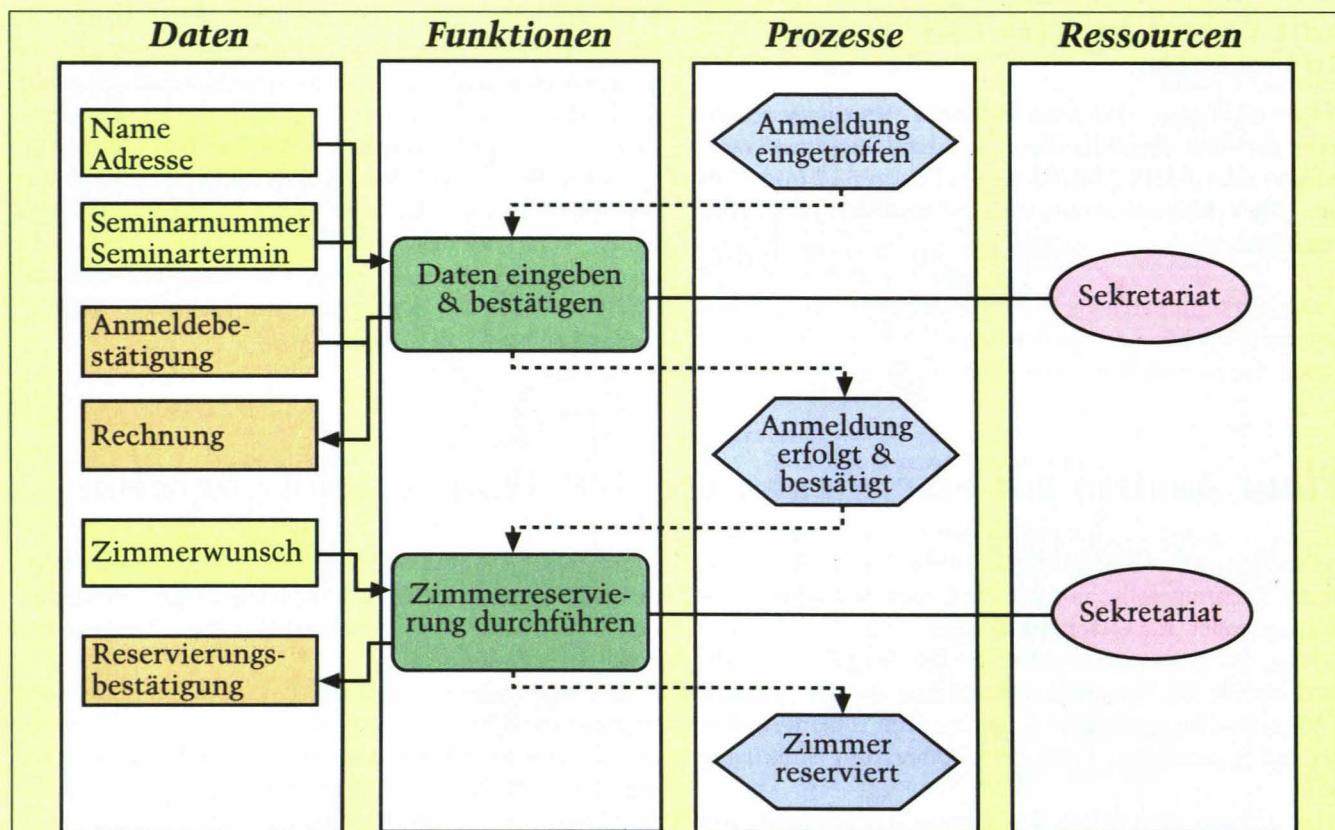 Daten
Funktionen
Prozesse
Ressourcen
Name
Adresse
Seminarnummer
Seminartermin
Anmeldebe-
stätigung
Rechnung
Zimmerwunsch
Reservierungs-
bestätigung
Daten eingeben
& bestätigen
Zimmerreservie-
rung durchführen
Anmeldung
eingetroffen
Anmeldung
erfolgt &
bestätigt
Zimmer
reserviert
Sekretariat
Sekretariat